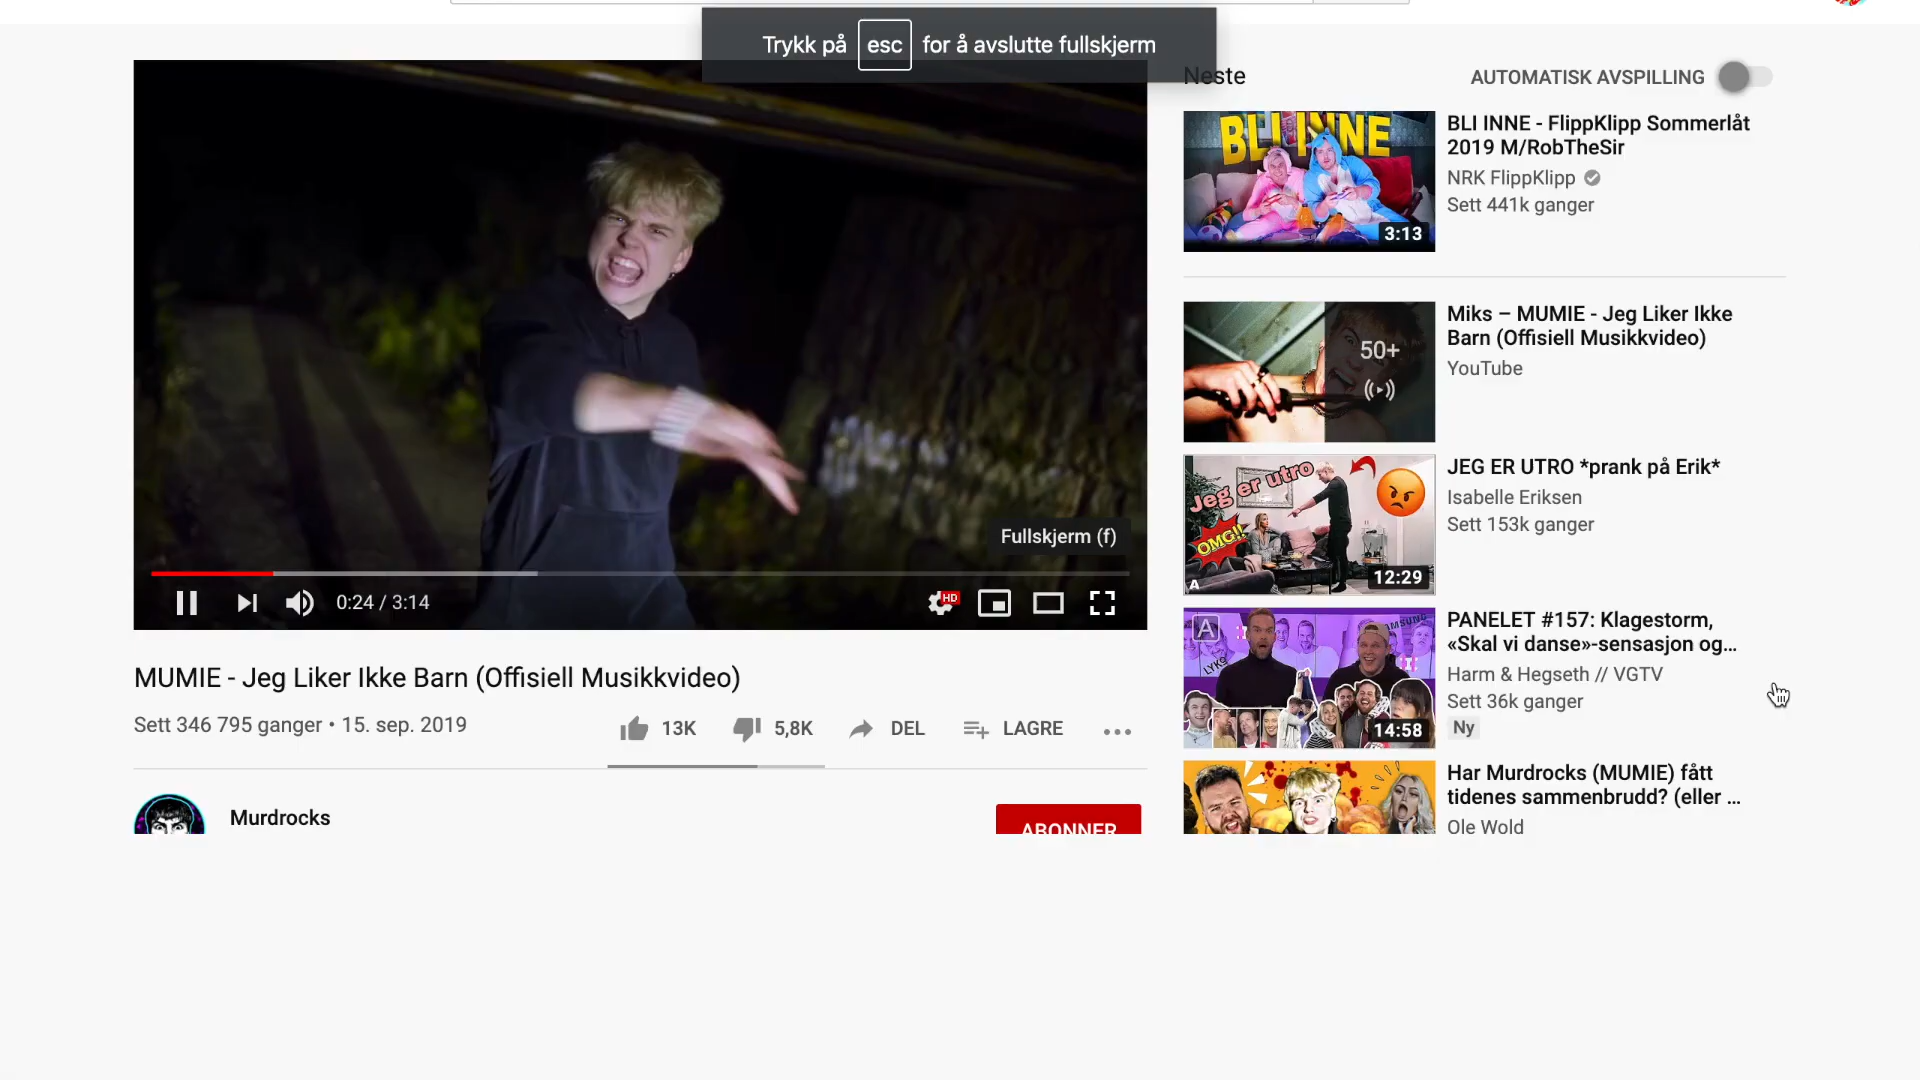 Trykk på esc for å avslutte fullskjerm
Fullskjerm (f)
HD
0:24 / 3:14
MUMIE - Jeg Liker Ikke Barn (Offisiell Musikkvideo)
Sett 346 795 ganger • 15. sep. 2019
13K
5,8K
DEL
LAGRE
Murdrocks
ABONNER
Neste
AUTOMATISK AVSPILLING
BLI INNE
3:13
BLI INNE - FlippKlipp Sommerlåt
2019 M/RobTheSir
NRK FlippKlipp
Sett 441k ganger
50+
Miks – MUMIE - Jeg Liker Ikke
Barn (Offisiell Musikkvideo)
YouTube
Jeg er utro
OMG!!
A
12:29
JEG ER UTRO *prank på Erik*
Isabelle Eriksen
Sett 153k ganger
A
LYKO
SAMSUNG
14:58
PANELET #157: Klagestorm,
«Skal vi danse»-sensasjon og...
Harm & Hegseth // VGTV
Sett 36k ganger
Ny
Har Murdrocks (MUMIE) fått
tidenes sammenbrudd? (eller ...
Ole Wold